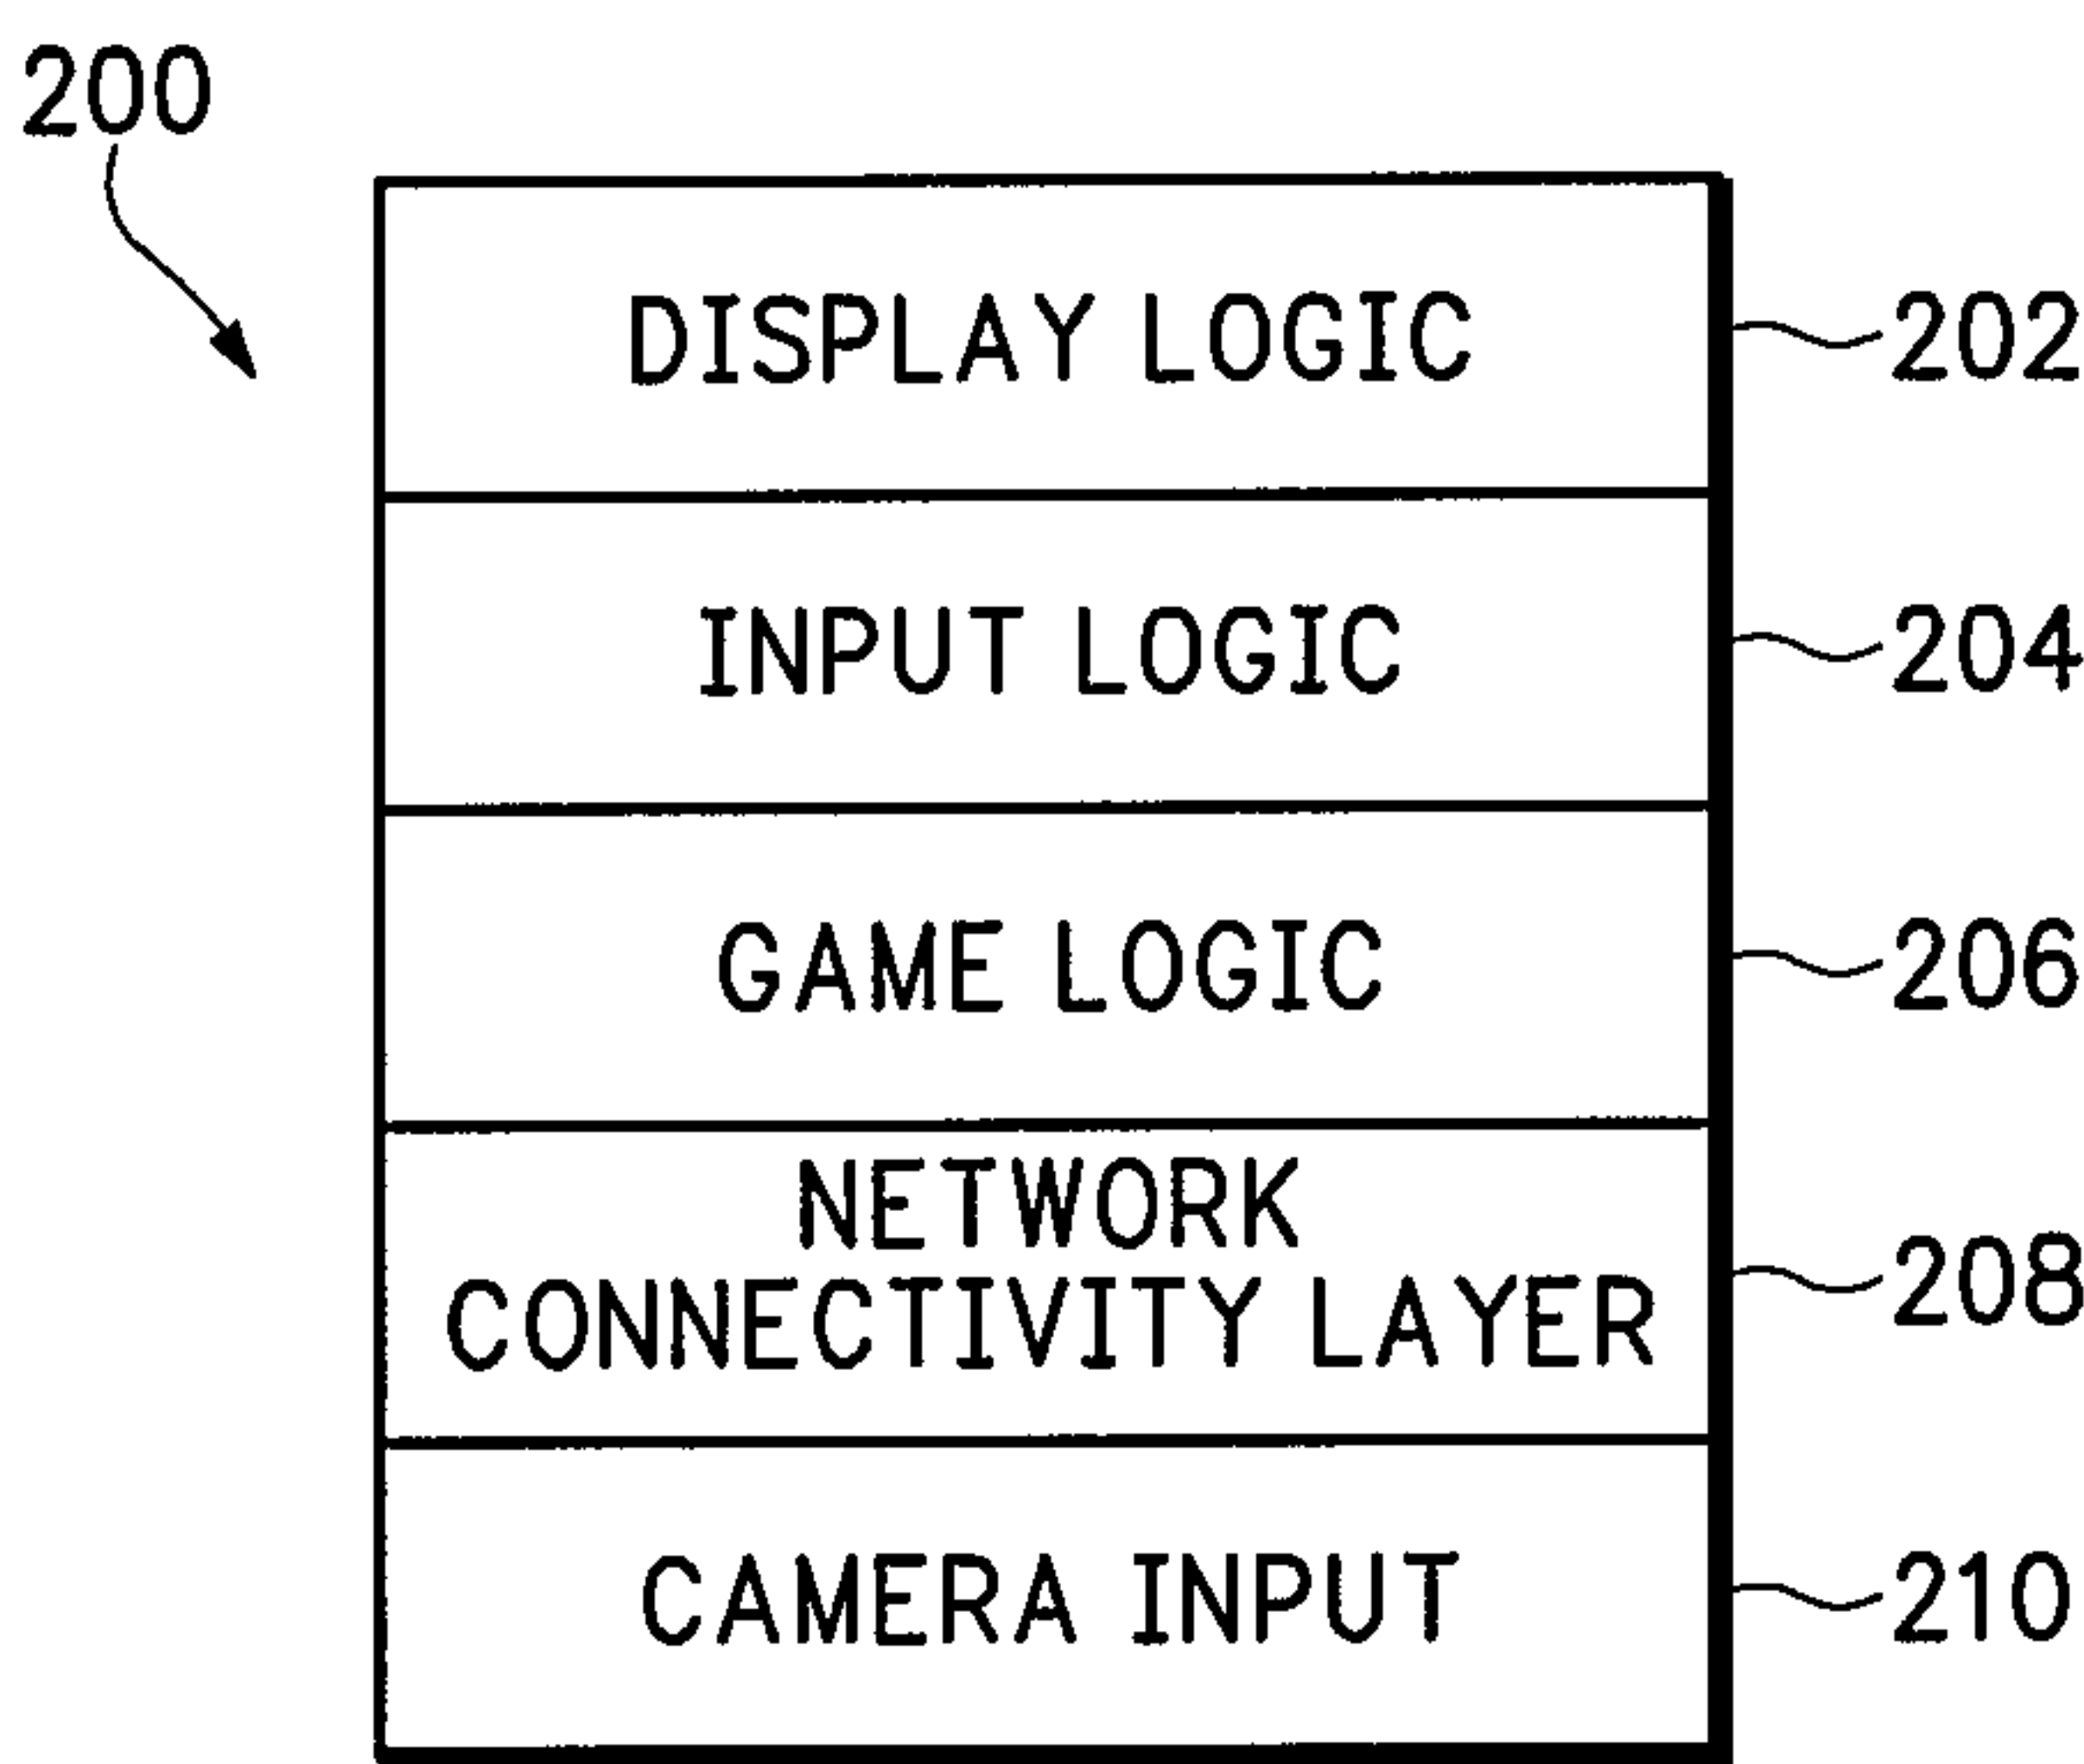 200
DISPLAY LOGIC
202
INPUT LOGIC
204
GAME LOGIC
206
NETWORK
CONNECTIVITY LAYER
208
CAMERA INPUT
210